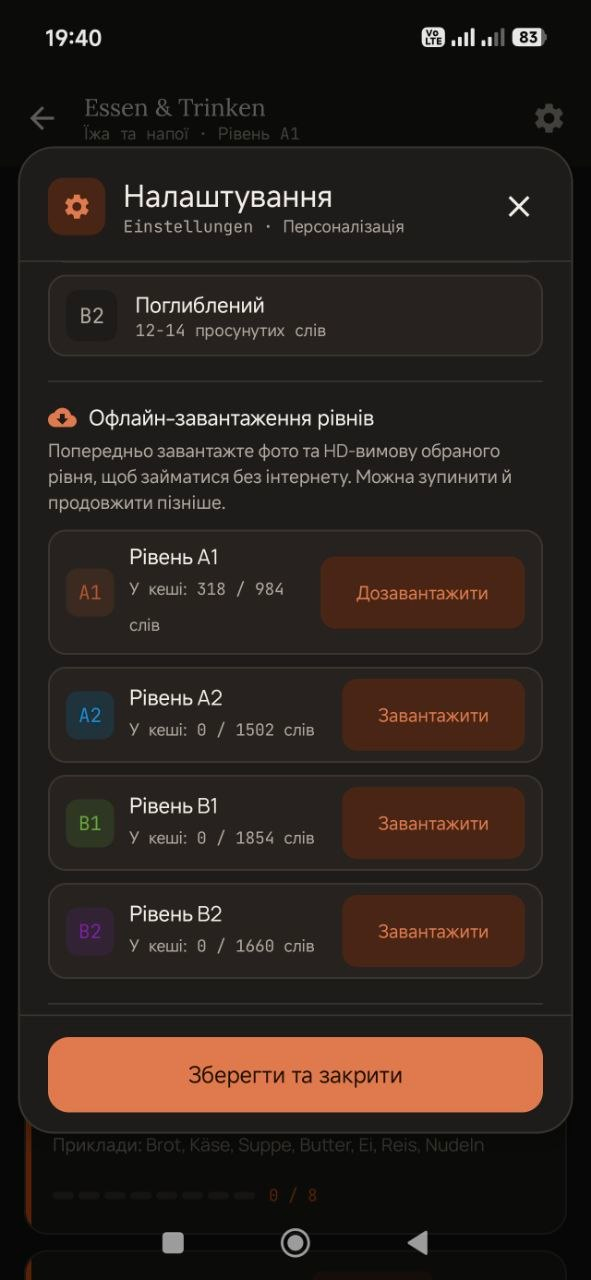 19:40
Vo LTE 83
Essen & Trinken
Їжа та напої · Рівень A1
Налаштування
Einstellungen · Персоналізація
B2
Поглиблений
12-14 просунутих слів
Офлайн-завантаження рівнів
Попередньо завантажте фото та HD-вимову обраного
рівня, щоб займатися без інтернету. Можна зупинити й
продовжити пізніше.
A1
Рівень A1
У кеші: 318 / 984
слів
Дозавантажити
A2
Рівень A2
У кеші: 0 / 1502 слів
Завантажити
B1
Рівень B1
У кеші: 0 / 1854 слів
Завантажити
B2
Рівень B2
У кеші: 0 / 1660 слів
Завантажити
Зберегти та закрити
Приклади: Brot, Käse, Suppe, Butter, Ei, Reis, Nudeln
0 / 8